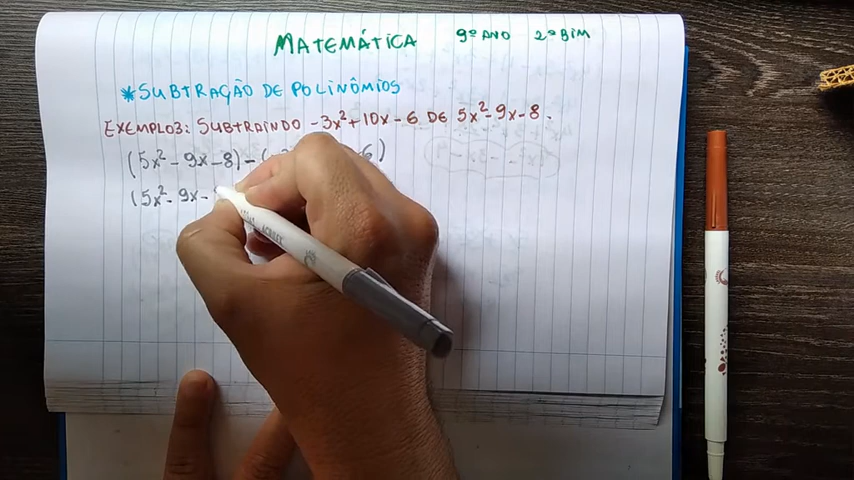 MATEMÁTICA 9º ANO 2º BIM
*SUBTRAÇÃO DE POLINÔMIOS
EXEMPLO3: SUBTRAINDO -3x²+10x-6 DE 5x²-9x-8.
(5x²-9x-8)-( 6)
(5x²-9x-